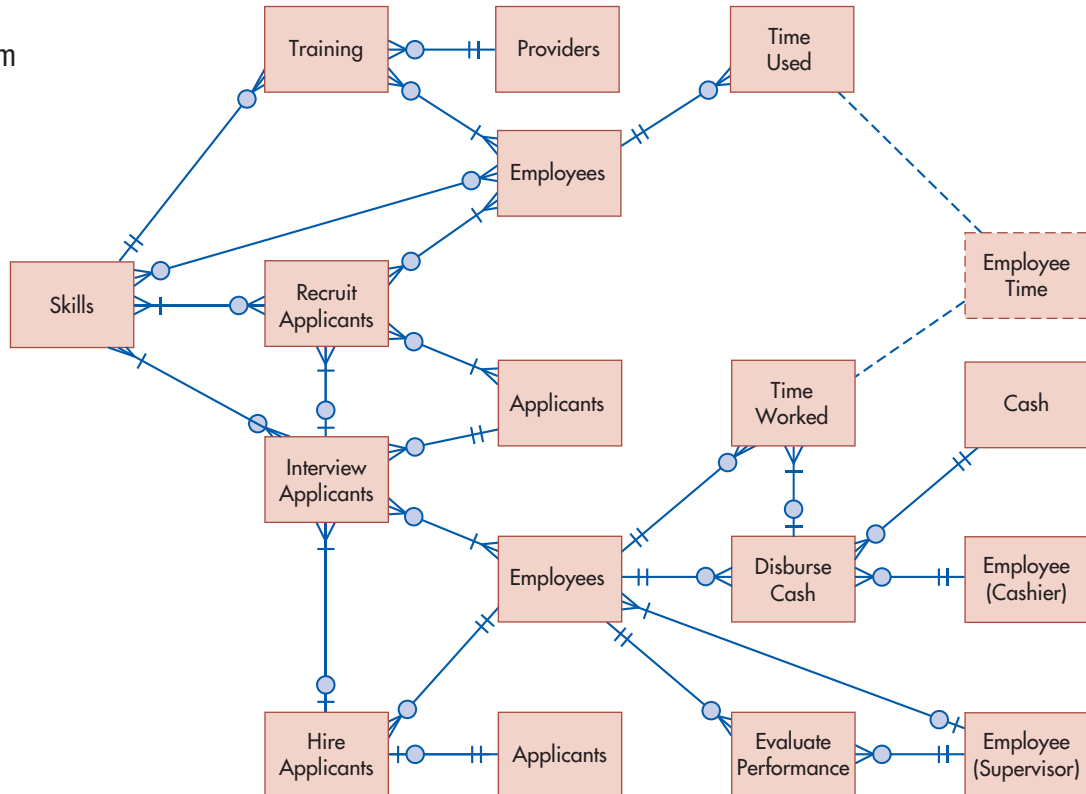 m
Training
Providers
Time
Used
Employees
Employee
Time
Skills
Recruit
Applicants
Applicants
Time
Worked
Cash
Interview
Applicants
Employees
Disburse
Cash
Employee
(Cashier)
Hire
Applicants
Applicants
Evaluate
Performance
Employee
(Supervisor)